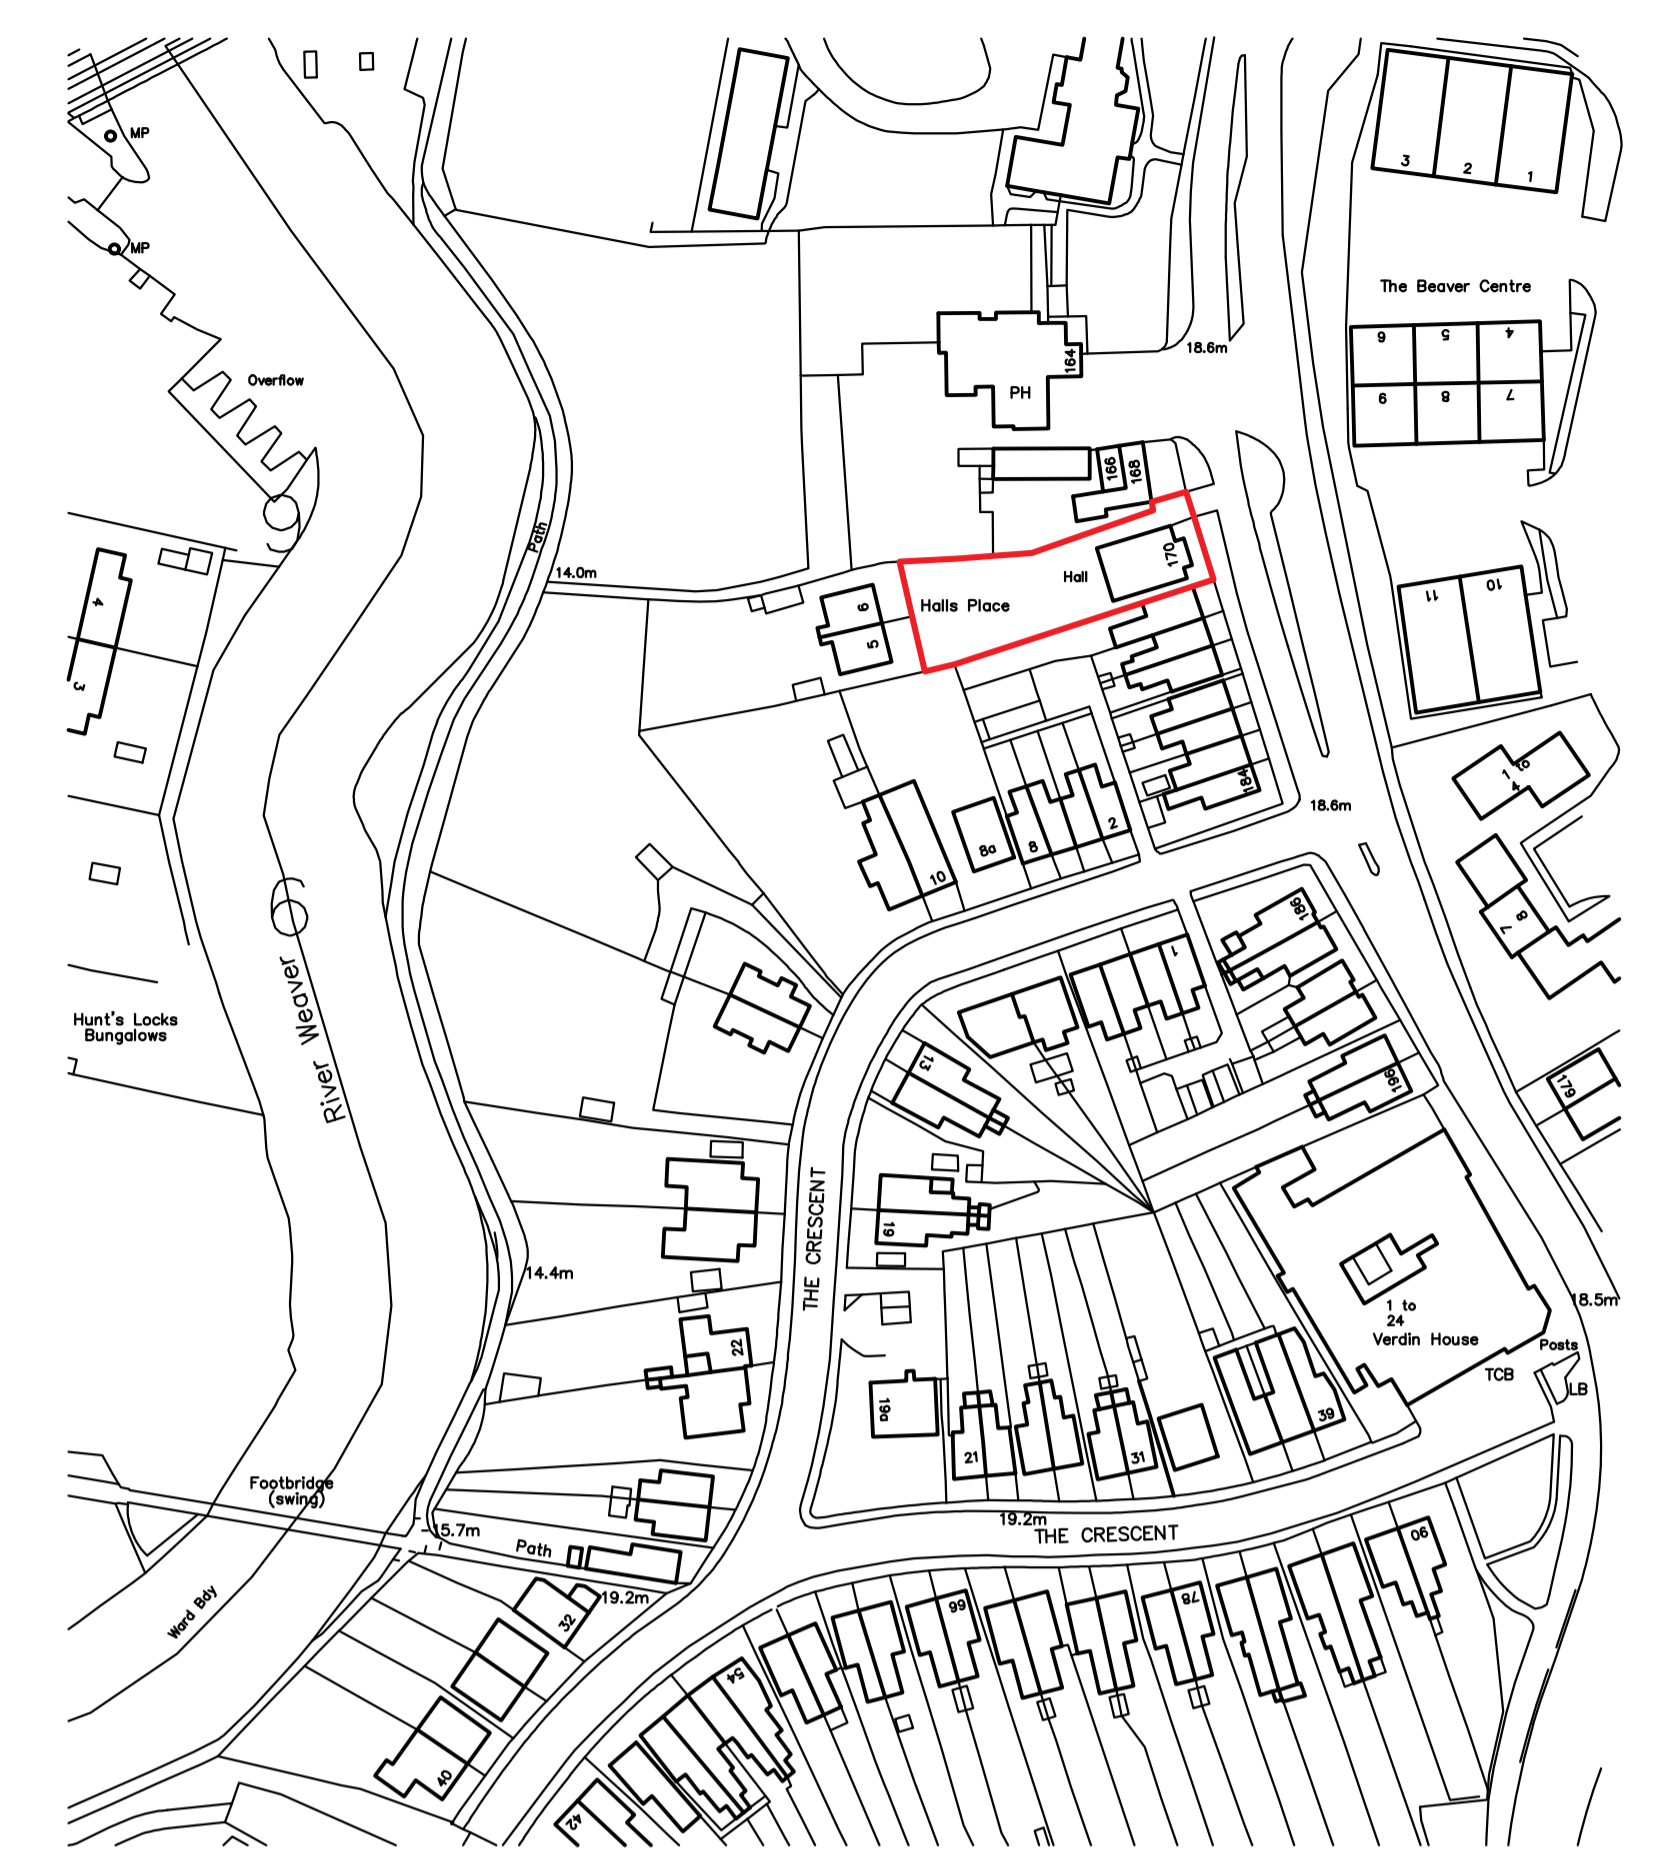 MP
MP
3
2
1
The Beaver Centre
18.6m
164
PH
6
5
4
9
8
7
Overflow
166
168
Path
14.0m
170
Hall
Halls Place
6
5
11
10
4
3
184
18.6m
1 to
4
2
8
8a
10
8
7
186
1
River Weaver
Hunt's Locks
Bungalows
13
196
179
THE CRESCENT
19
14.4m
18.5m
1 to
24
Verdin House
Posts
TCB
LB
22
19a
39
21
31
Footbridge
(swing)
15.7m
Path
19.2m
THE CRESCENT
90
19.2m
32
Ward Bdy
66
78
54
40
42